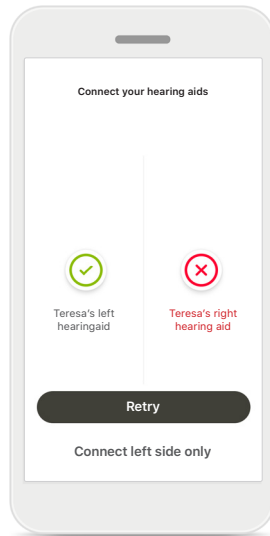 Connect your hearing aids
Teresa's left
hearingaid
Teresa's right
hearing aid
Retry
Connect left side only